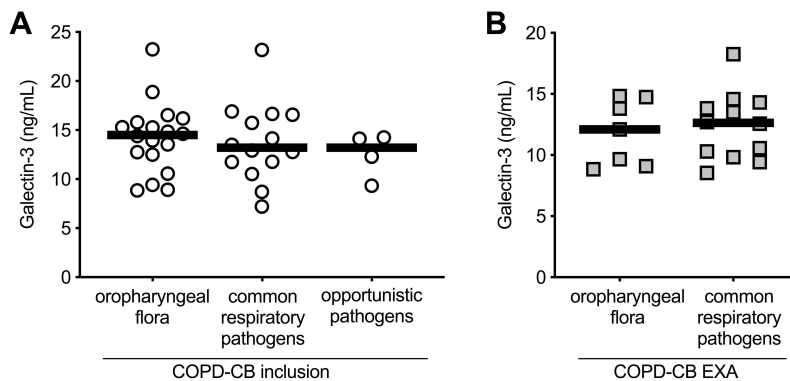 A
Galectin-3 (ng/mL)
25
20
15
10
5
0
oropharyngeal
flora
common
respiratory
pathogens
opportunistic
pathogens
COPD-CB inclusion
B
Galectin-3 (ng/mL)
20
15
10
5
0
oropharyngeal
flora
common
respiratory
pathogens
COPD-CB EXA